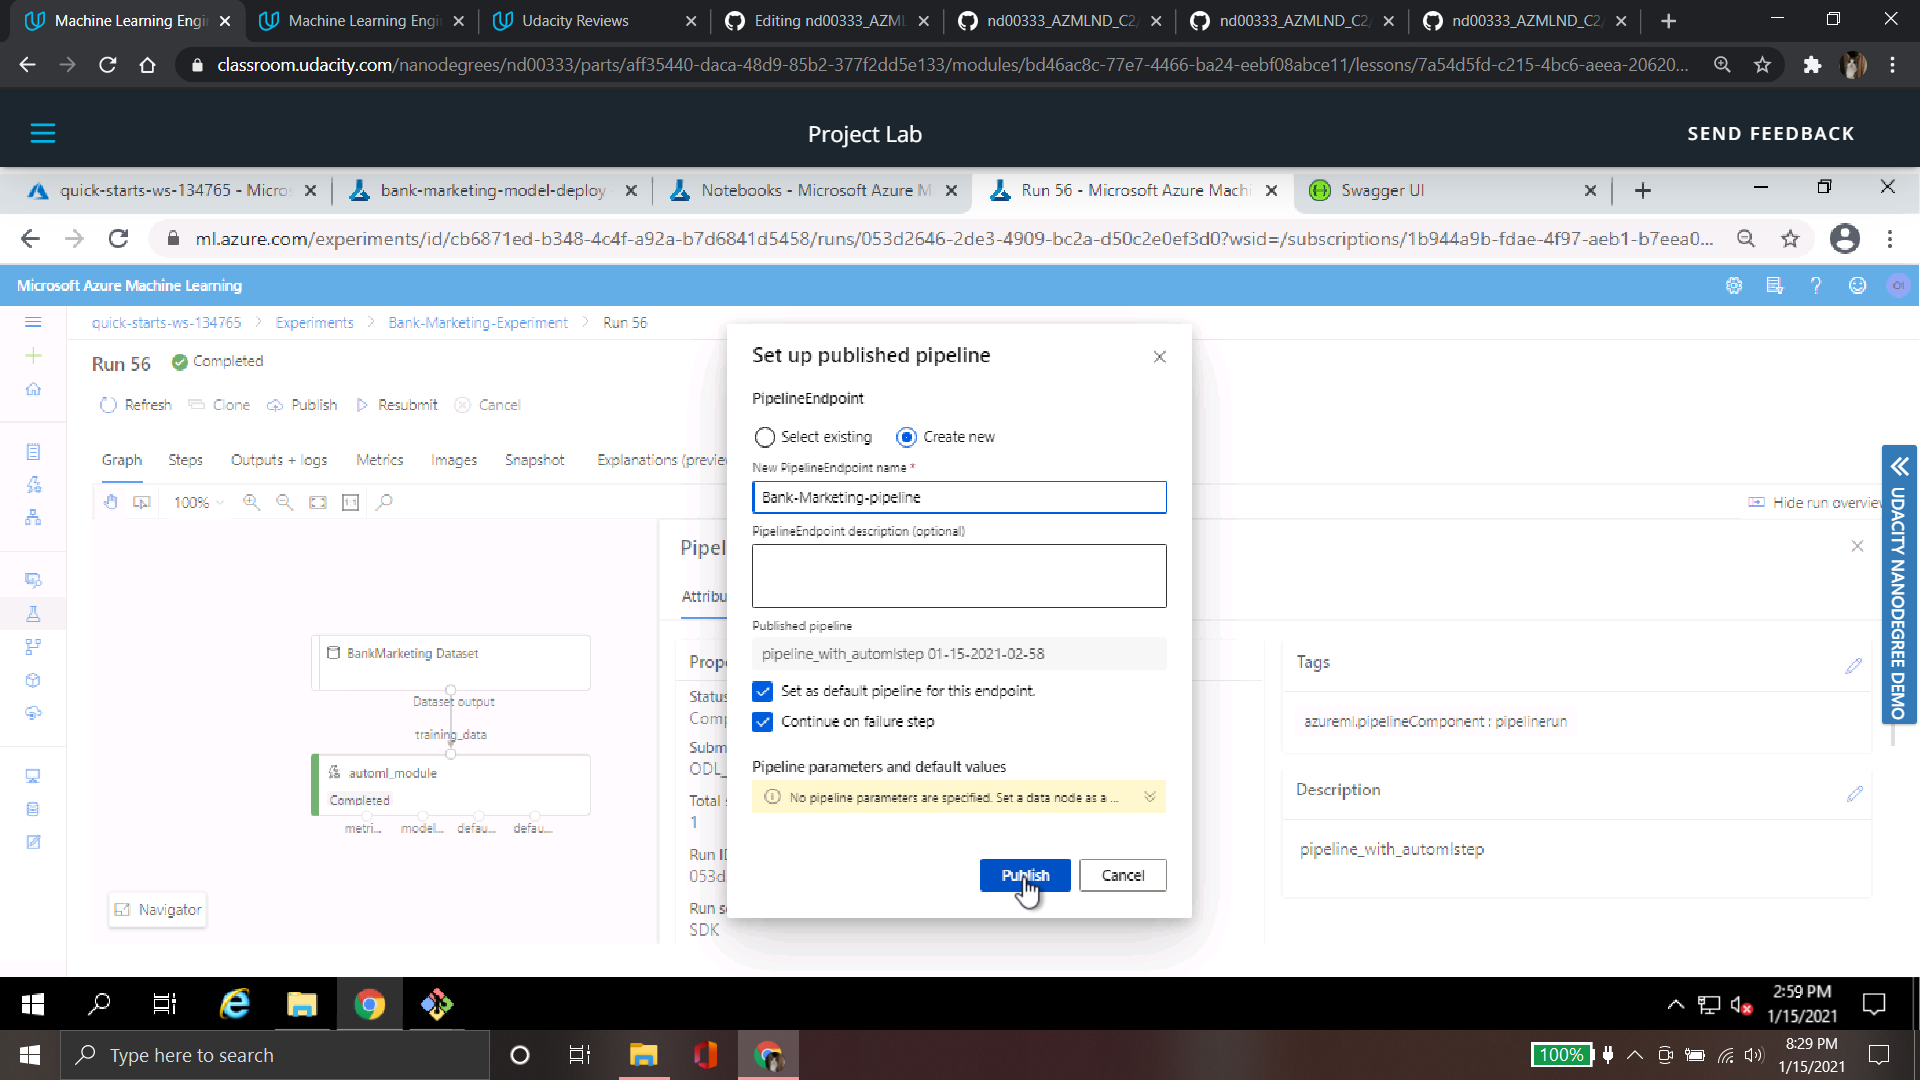 Machine Learning Engi
Machine Learning Engi
Udacity Reviews
Editing nd00333_AZML
nd00333_AZMLND_C2/
nd00333_AZMLND_C2/
nd00333_AZMLND_C2/
classroom.udacity.com/nanodegrees/nd00333/parts/aff35440-daca-48d9-85b2-377f2dd5e133/modules/bd46ac8c-77e7-4466-ba24-eebf08abce11/lessons/7a54d5fd-c215-4bc6-aeea-20620...
Project Lab
SEND FEEDBACK
quick-starts-ws-134765 - Micros
bank-marketing-model-deploy
Notebooks - Microsoft Azure M
Run 56 - Microsoft Azure Machi
Swagger UI
ml.azure.com/experiments/id/cb6871ed-b348-4c4f-a92a-b7d6841d5458/runs/053d2646-2de3-4909-bc2a-d50c2e0ef3d0?wsid=/subscriptions/1b944a9b-fdae-4f97-aeb1-b7eea0...
Microsoft Azure Machine Learning
OI
quick-starts-ws-134765 > Experiments > Bank-Marketing-Experiment > Run 56
Run 56
Completed
Refresh
Clone
Publish
Resubmit
Cancel
Graph
Steps
Outputs + logs
Metrics
Images
Snapshot
Explanations (previe
100%
Hide run overview
BankMarketing Dataset
Dataset output
training_data
automl_module
Completed
metri...
model...
defau...
defau...
Navigator
Pipel
Attribu
Prope
Status
Comp
Subm
ODL_
Total s
1
Run ID
053d
Run s
SDK
Set up published pipeline
PipelineEndpoint
Select existing
Create new
New PipelineEndpoint name *
Bank-Marketing-pipeline
PipelineEndpoint description (optional)
Published pipeline
pipeline_with_automlstep 01-15-2021-02-58
Set as default pipeline for this endpoint.
Continue on failure step
Pipeline parameters and default values
No pipeline parameters are specified. Set a data node as a ...
Publish
Cancel
Tags
azureml.pipelineComponent : pipelinerun
Description
pipeline_with_automlstep
UDACITY NANODEGREE DEMO
2:59 PM
1/15/2021
Type here to search
100%
8:29 PM
1/15/2021